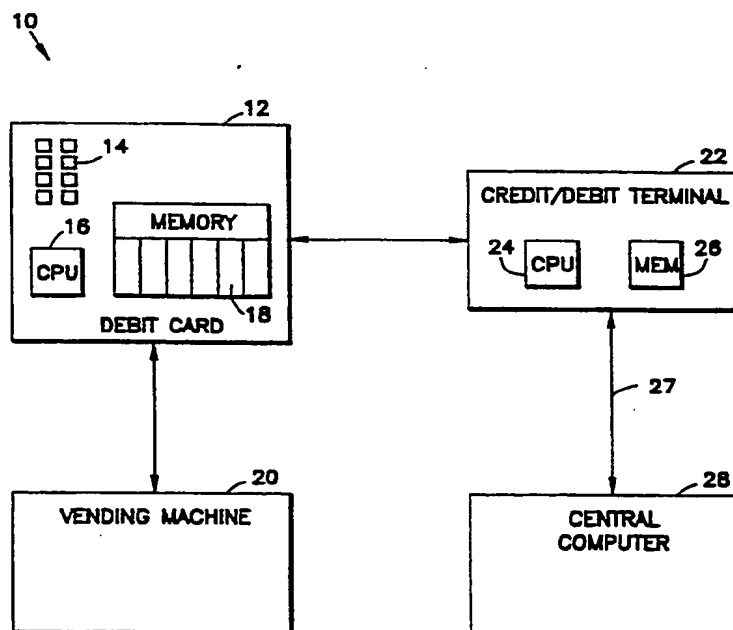 10
12
14
22
16
MEMORY
CREDIT/DEBIT TERMINAL
CPU
24
CPU
MEM
26
18
DEBIT CARD
27
20
28
VENDING MACHINE
CENTRAL
COMPUTER